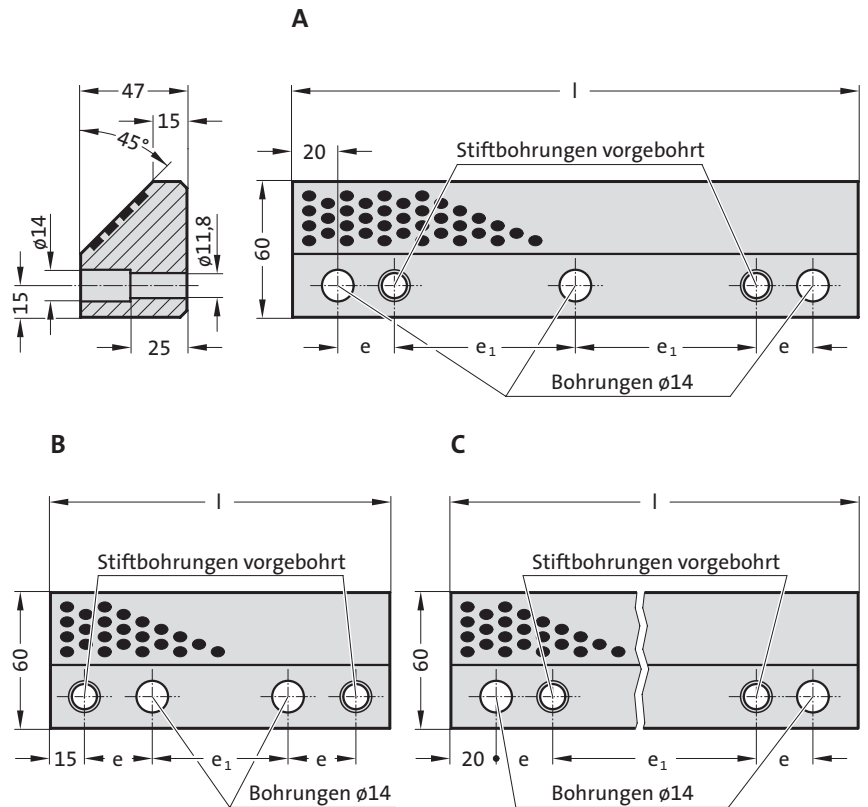 A
47
15
45°
ø14
ø11,8
15
25
l
20
Stiftbohrungen vorgebohrt
60
e
e₁
e₁
e
Bohrungen ø14
B
l
Stiftbohrungen vorgebohrt
60
15
e
e₁
e
Bohrungen ø14
C
l
Stiftbohrungen vorgebohrt
60
20
e
e₁
e
Bohrungen ø14